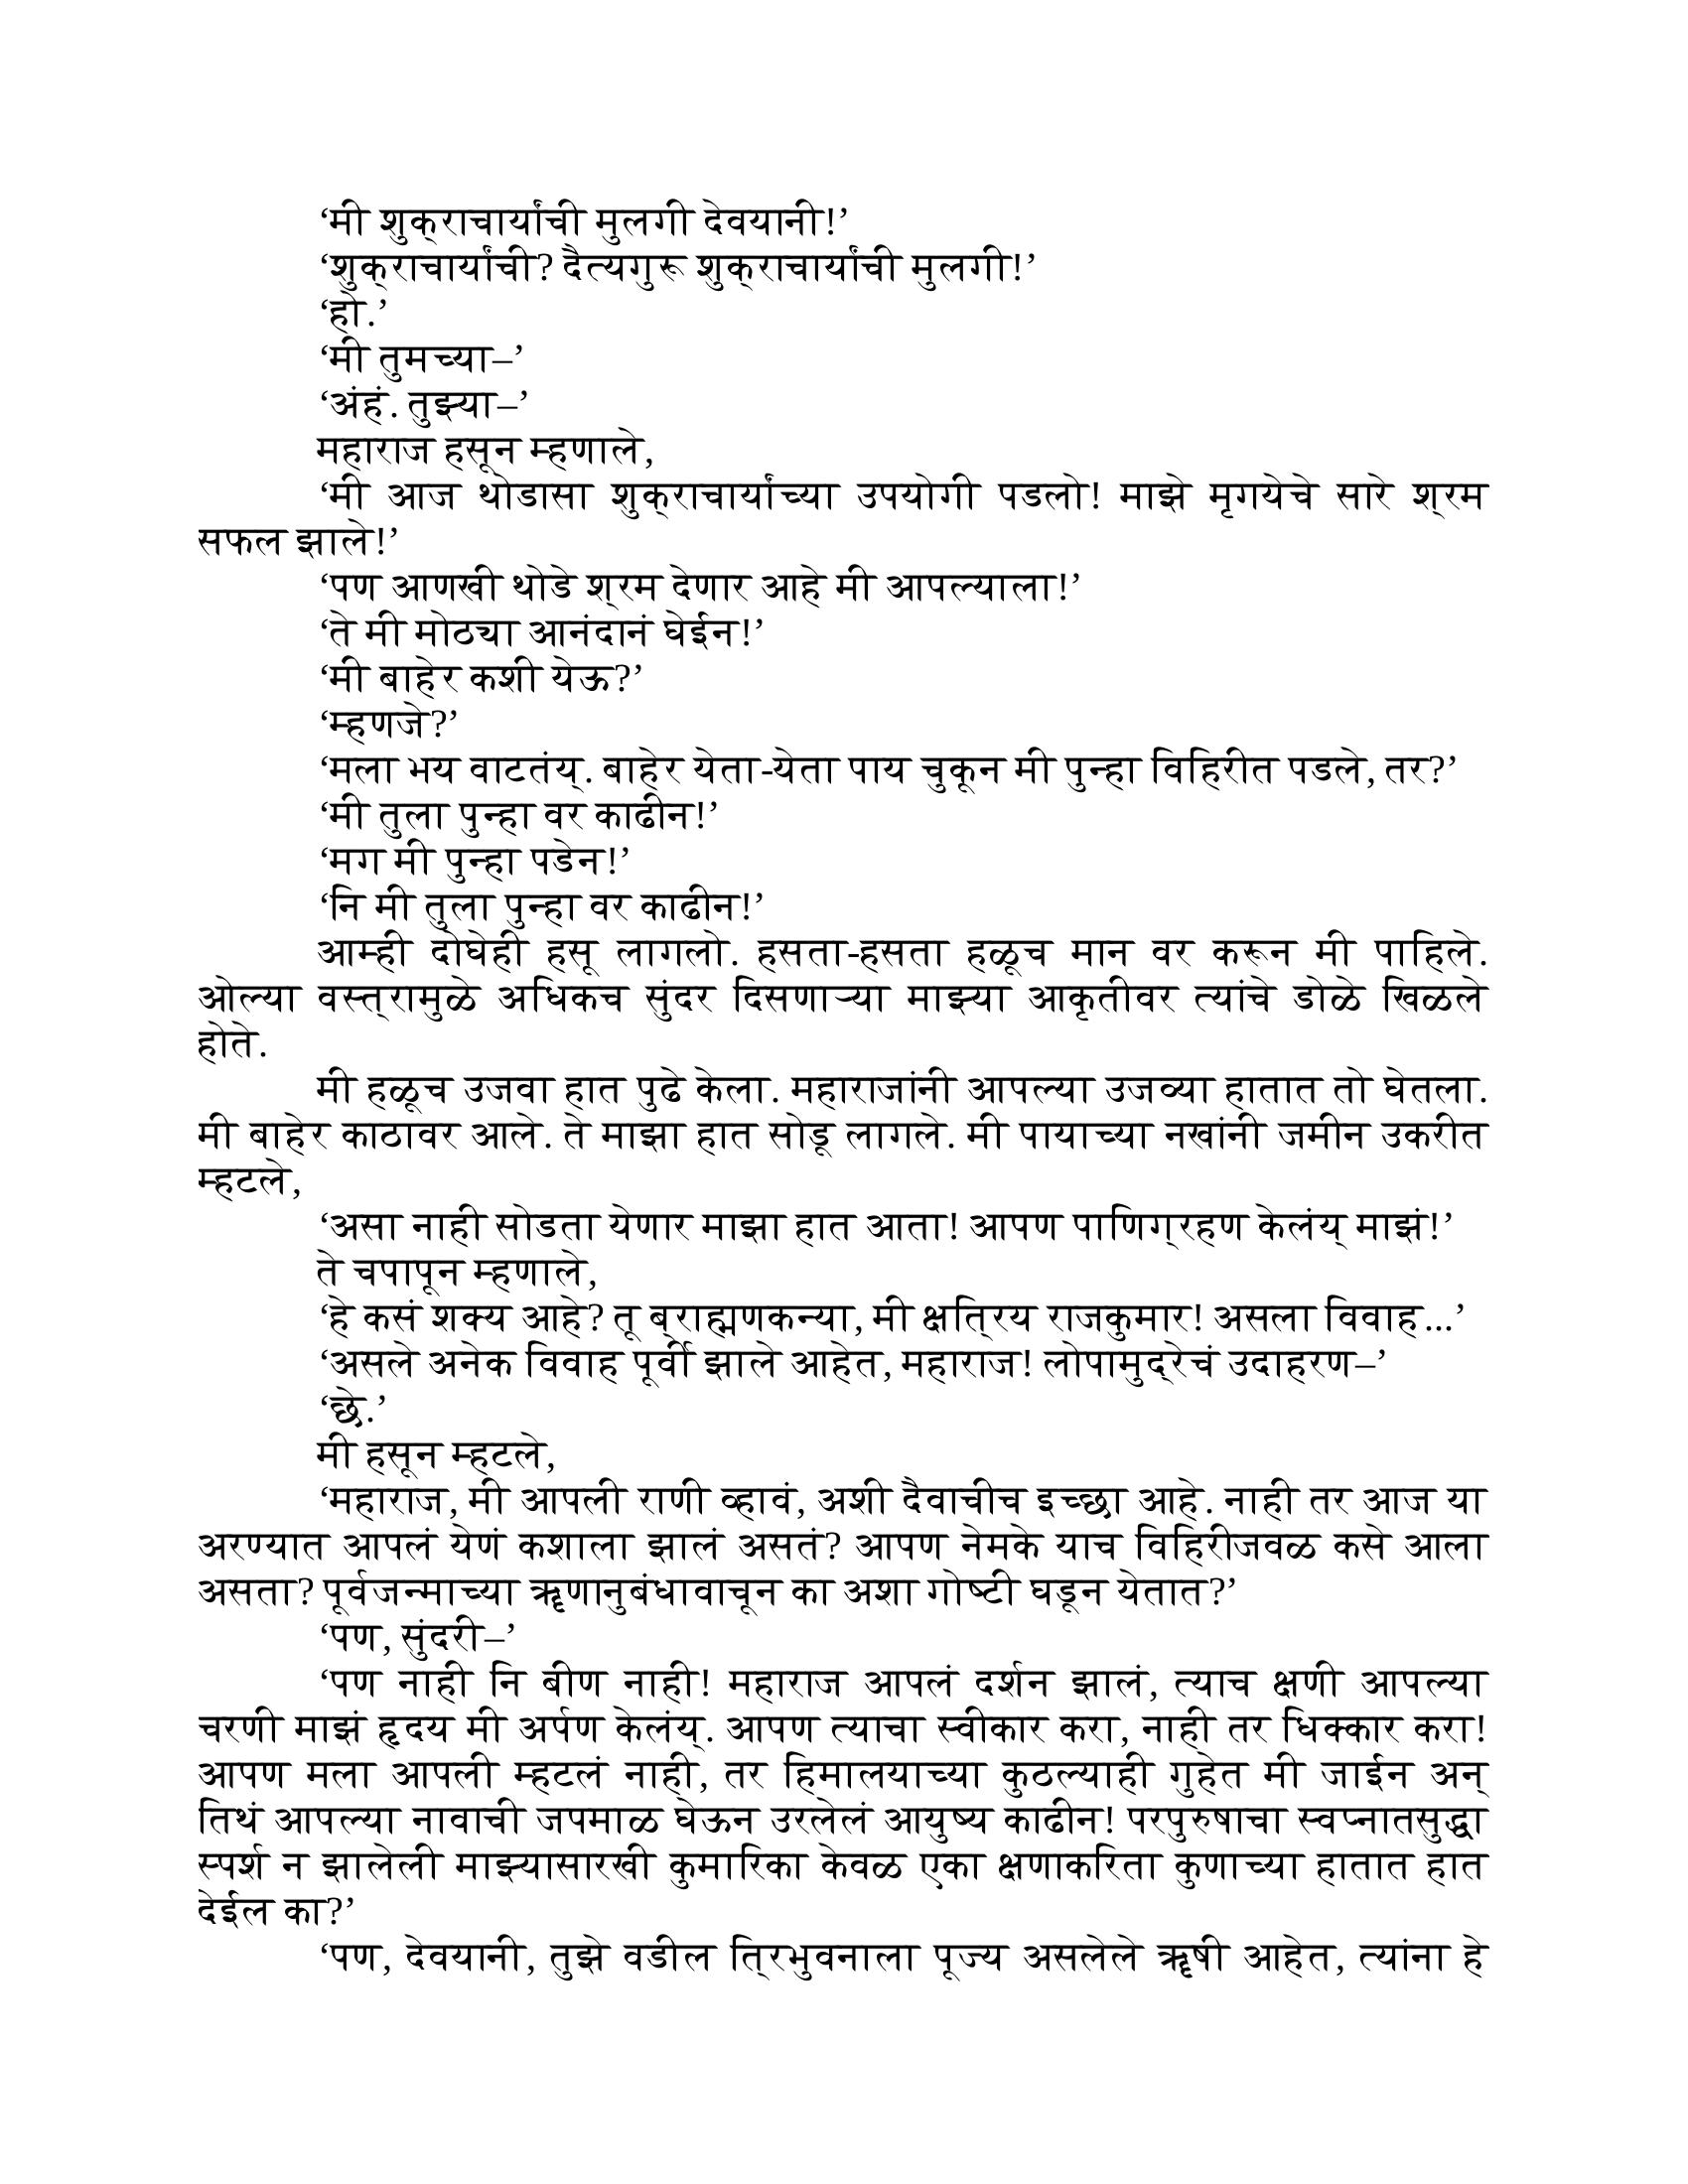 ‘मी शुक्राचार्यांची मुलगी देवयानी!’
‘शुक्राचार्यांची? दैत्यगुरू शुक्राचार्यांची मुलगी!’
‘हो.’
‘मी तुमच्या–’
‘अंहं. तुझ्या–’
महाराज हसून म्हणाले,
‘मी आज थोडासा शुक्राचार्यांच्या उपयोगी पडलो! माझे मृगयेचे सारे श्रम
सफल झाले!’
‘पण आणखी थोडे श्रम देणार आहे मी आपल्याला!’
‘ते मी मोठ्या आनंदानं घेईन!’
‘मी बाहेर कशी येऊ?’
‘म्हणजे?’
‘मला भय वाटतंय्. बाहेर येता-येता पाय चुकून मी पुन्हा विहिरीत पडले, तर?’
‘मी तुला पुन्हा वर काढीन!’
‘मग मी पुन्हा पडेन!’
‘नि मी तुला पुन्हा वर काढीन!’
आम्ही दोघेही हसू लागलो. हसता-हसता हळूच मान वर करून मी पाहिले.
ओल्या वस्त्रामुळे अधिकच सुंदर दिसणाऱ्या माझ्या आकृतीवर त्यांचे डोळे खिळले
होते.
मी हळूच उजवा हात पुढे केला. महाराजांनी आपल्या उजव्या हातात तो घेतला.
मी बाहेर काठावर आले. ते माझा हात सोडू लागले. मी पायाच्या नखांनी जमीन उकरीत
म्हटले,
‘असा नाही सोडता येणार माझा हात आता! आपण पाणिग्रहण केलंय् माझं!’
ते चपापून म्हणाले,
‘हे कसं शक्य आहे? तू ब्राह्मणकन्या, मी क्षत्रिय राजकुमार! असला विवाह...’
‘असले अनेक विवाह पूर्वी झाले आहेत, महाराज! लोपामुद्रेचं उदाहरण–’
‘छे.’
मी हसून म्हटले,
‘महाराज, मी आपली राणी व्हावं, अशी दैवाचीच इच्छा आहे. नाही तर आज या
अरण्यात आपलं येणं कशाला झालं असतं? आपण नेमके याच विहिरीजवळ कसे आला
असता? पूर्वजन्माच्या ॠणानुबंधावाचून का अशा गोष्टी घडून येतात?’
‘पण, सुंदरी–’
‘पण नाही नि बीण नाही! महाराज आपलं दर्शन झालं, त्याच क्षणी आपल्या
चरणी माझं हृदय मी अर्पण केलंय्. आपण त्याचा स्वीकार करा, नाही तर धिक्कार करा!
आपण मला आपली म्हटलं नाही, तर हिमालयाच्या कुठल्याही गुहेत मी जाईन अन्
तिथं आपल्या नावाची जपमाळ घेऊन उरलेलं आयुष्य काढीन! परपुरुषाचा स्वप्नातसुद्धा
स्पर्श न झालेली माझ्यासारखी कुमारिका केवळ एका क्षणाकरिता कुणाच्या हातात हात
देईल का?’
‘पण, देवयानी, तुझे वडील त्रिभुवनाला पूज्य असलेले ॠषी आहेत, त्यांना हे